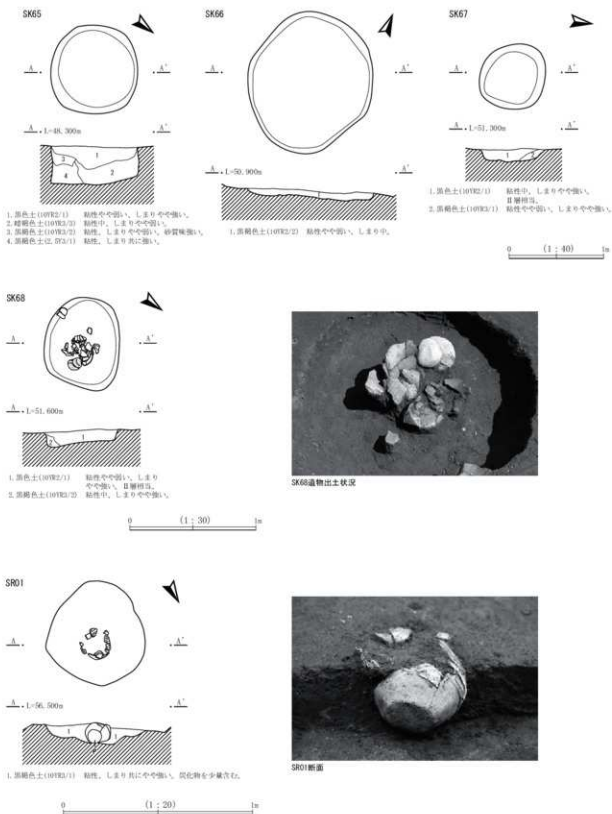 SK65
A . . A'
A . L=48.300m . A'
3 1
4 2
1. 黒色土(10YR2/1) 粘性やや弱い、しまりやや強い。
2. 暗褐色土(10YR3/3) 粘性中、しまりやや弱い。
3. 黒褐色土(10YR3/2) 粘性、しまりやや弱い。砂質味強い。
4. 黒褐色土(2.5Y3/1) 粘性、しまり共に強い。
SK66
A . . A'
A . L=50.900m . A'
1
1. 黒褐色土(10YR2/2) 粘性やや弱い、しまり中。
SK67
A . . A'
A . L=51.300m . A'
1 2
1. 黒色土(10YR2/1) 粘性中、しまりやや強い。
Ⅱ層相当。
2. 黒褐色土(10YR3/1) 粘性やや弱い、しまりやや強い。
0 (1:40) 1m
SK68
A . . A'
A . L=51.600m . A'
2 1
1. 黒色土(10YR2/1) 粘性やや弱い、しまり
やや強い。Ⅱ層相当。
2. 黒褐色土(10YR3/2) 粘性中、しまりやや強い。
0 (1:30) 1m
SK68遺物出土状況
SR01
A . . A'
A . L=56.500m . A'
1 1
1. 黒褐色土(10YR3/1) 粘性、しまり共にやや強い。炭化物を少量含む。
0 (1:20) 1m
SR01断面